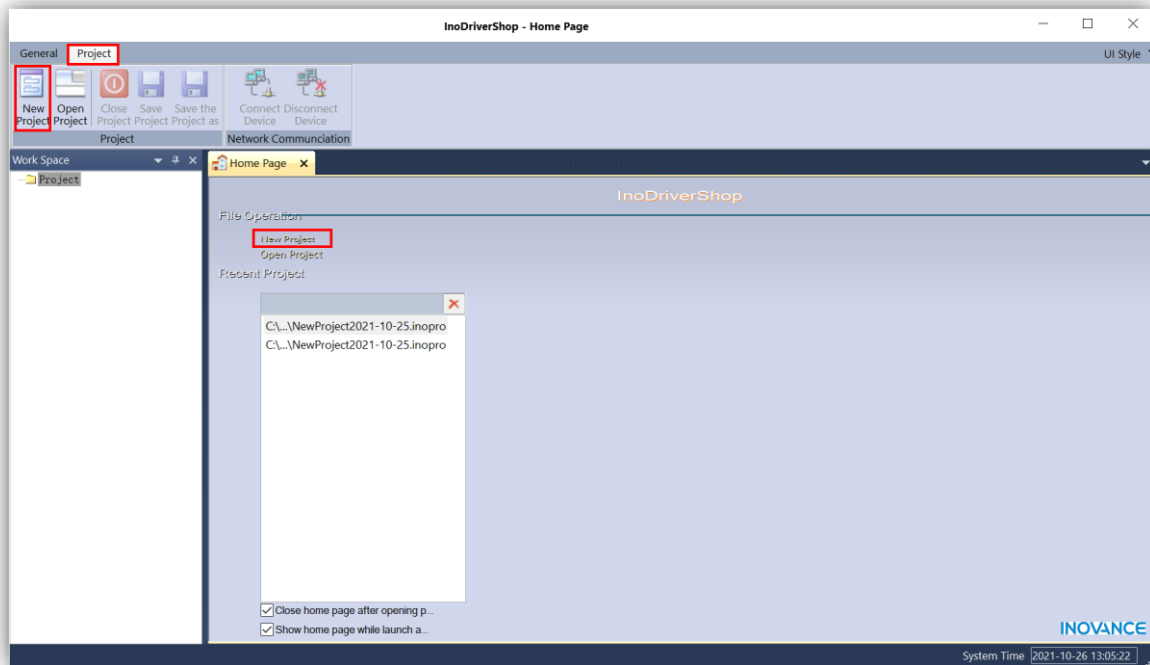 InoDriverShop - Home Page
General Project UI Style
New Project
Open Project
Close Project
Save Project
Save the Project as
Connect Device
Disconnect Device
Project
Network Communciation
Work Space
Home Page
Project
InoDriverShop
File Operation
New Project
Open Project
Recent Project
C:\...\NewProject2021-10-25.inopro
C:\...\NewProject2021-10-25.inopro
Close home page after opening p...
Show home page while launch a...
INOVANCE
System Time 2021-10-26 13:05:22